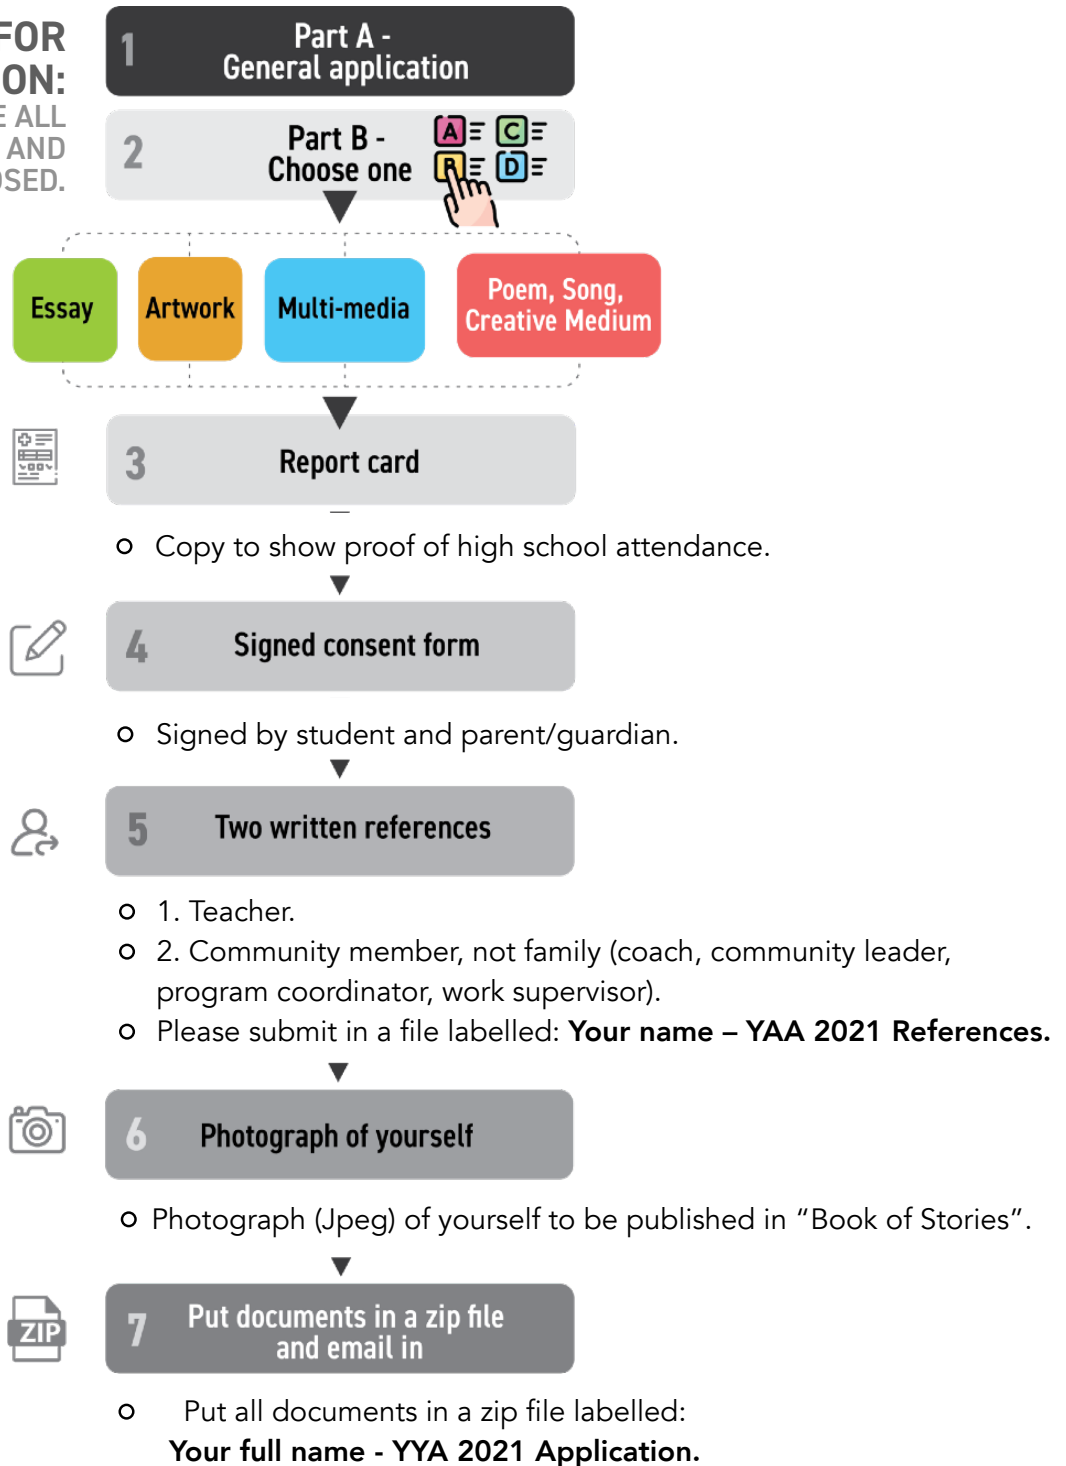 FOR
ON:
E ALL
AND
OSED.
1
Part A -
General application
2
Part B -
Choose one
A C
B D
Essay
Artwork
Multi-media
Poem, Song,
Creative Medium
3
Report card
Copy to show proof of high school attendance.
4
Signed consent form
Signed by student and parent/guardian.
5
Two written references
1. Teacher.
2. Community member, not family (coach, community leader,
program coordinator, work supervisor).
Please submit in a file labelled: Your name – YAA 2021 References.
6
Photograph of yourself
Photograph (Jpeg) of yourself to be published in “Book of Stories”.
ZIP
7
Put documents in a zip file
and email in
Put all documents in a zip file labelled:
Your full name - YYA 2021 Application.